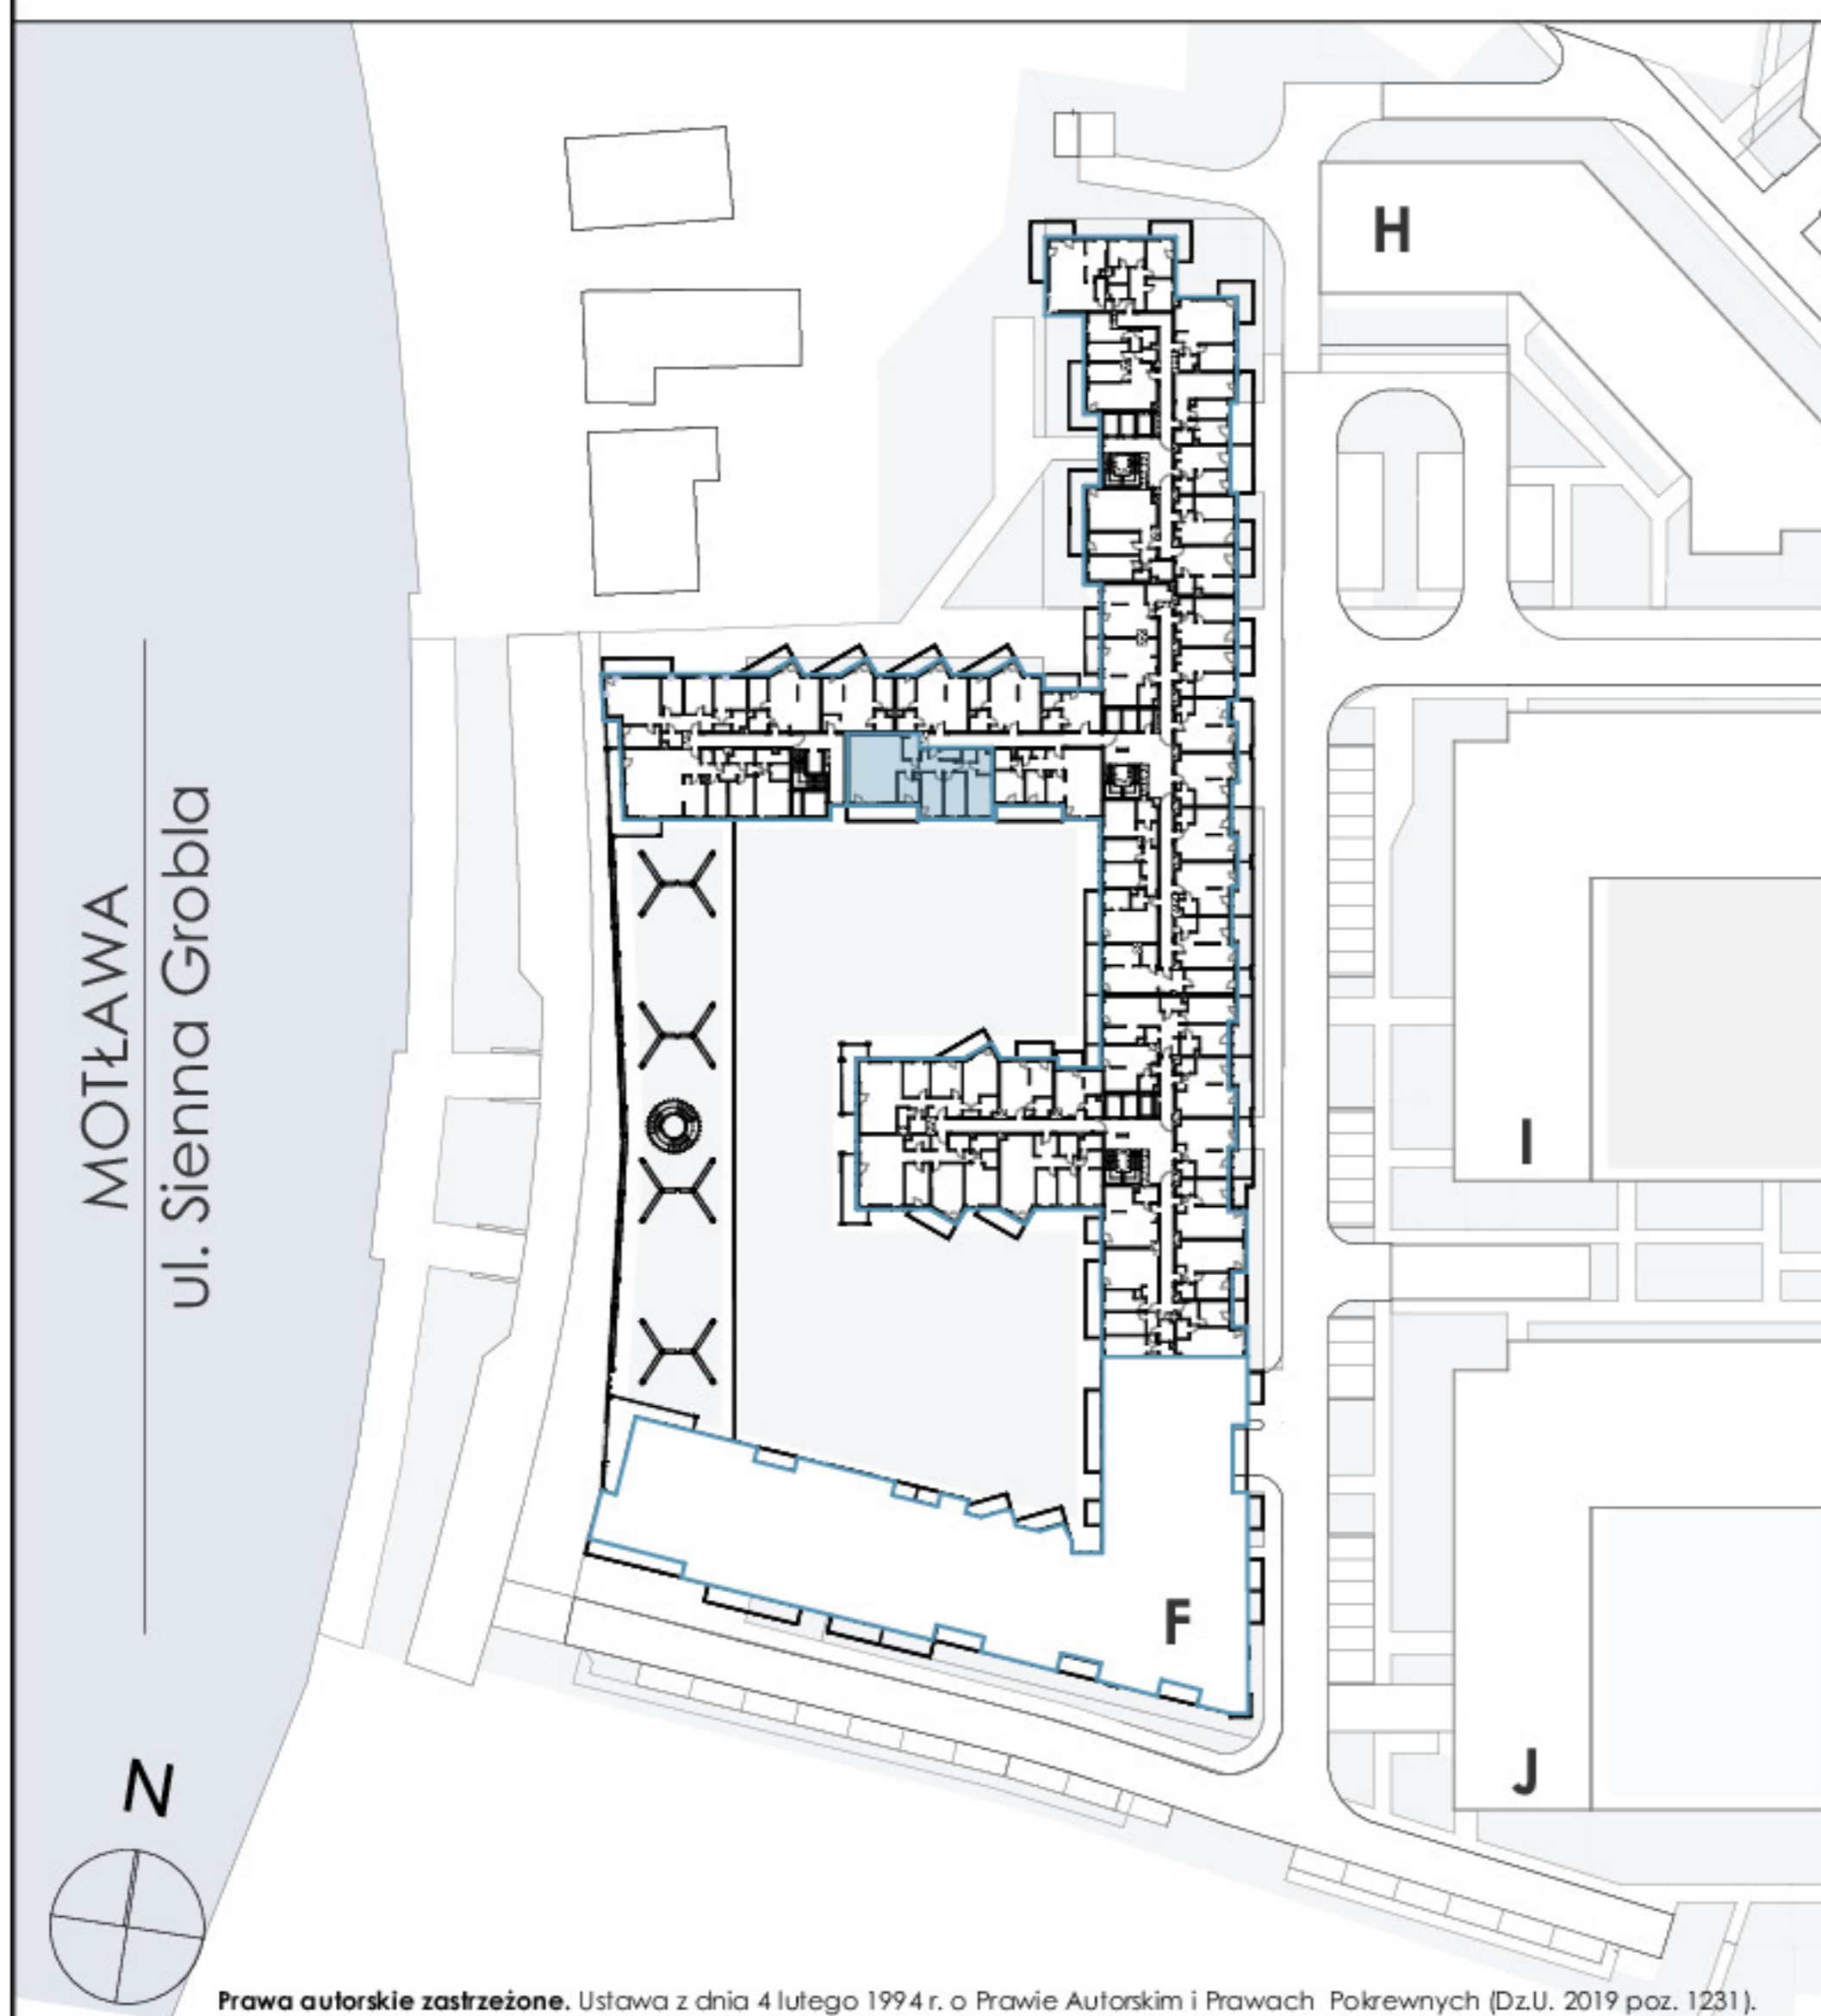 H
MOTŁAWA
ul. Sienna Grobla
I
F
J
N
Prawa autorskie zastrzeżone. Ustawa z dnia 4 lutego 1994 r. o Prawie Autorskim i Prawach Pokrewnych (Dz.U. 2019 poz. 1231).